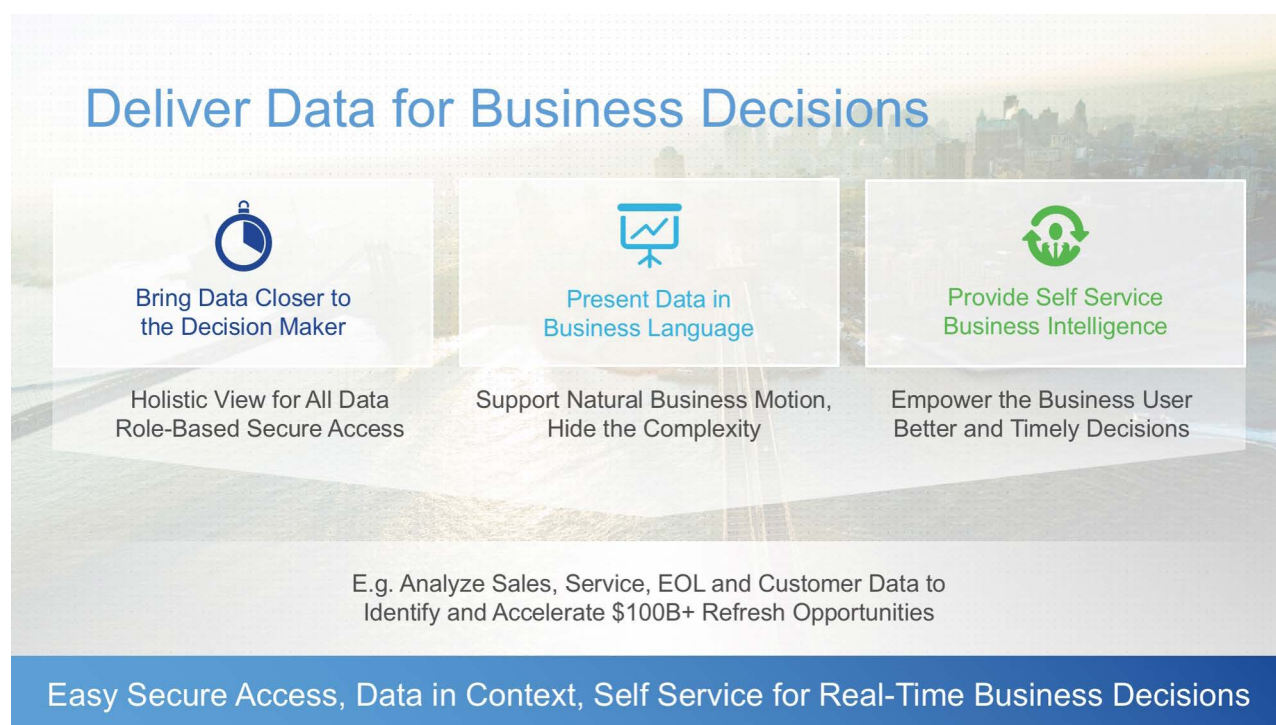 Deliver Data for Business Decisions
Bring Data Closer to
the Decision Maker
Holistic View for All Data
Role-Based Secure Access
Present Data in
Business Language
Support Natural Business Motion,
Hide the Complexity
Provide Self Service
Business Intelligence
Empower the Business User
Better and Timely Decisions
E.g. Analyze Sales, Service, EOL and Customer Data to
Identify and Accelerate $100B+ Refresh Opportunities
Easy Secure Access, Data in Context, Self Service for Real-Time Business Decisions